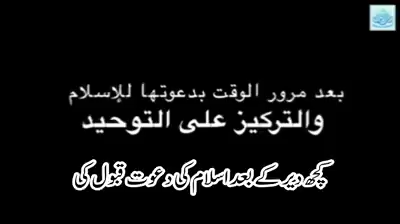 بعد مرور الوقت بدعوتها للإسلام
والتركيز على التوحيد
کچھ دیر کے بعد اسلام کی دعوت قبول کی